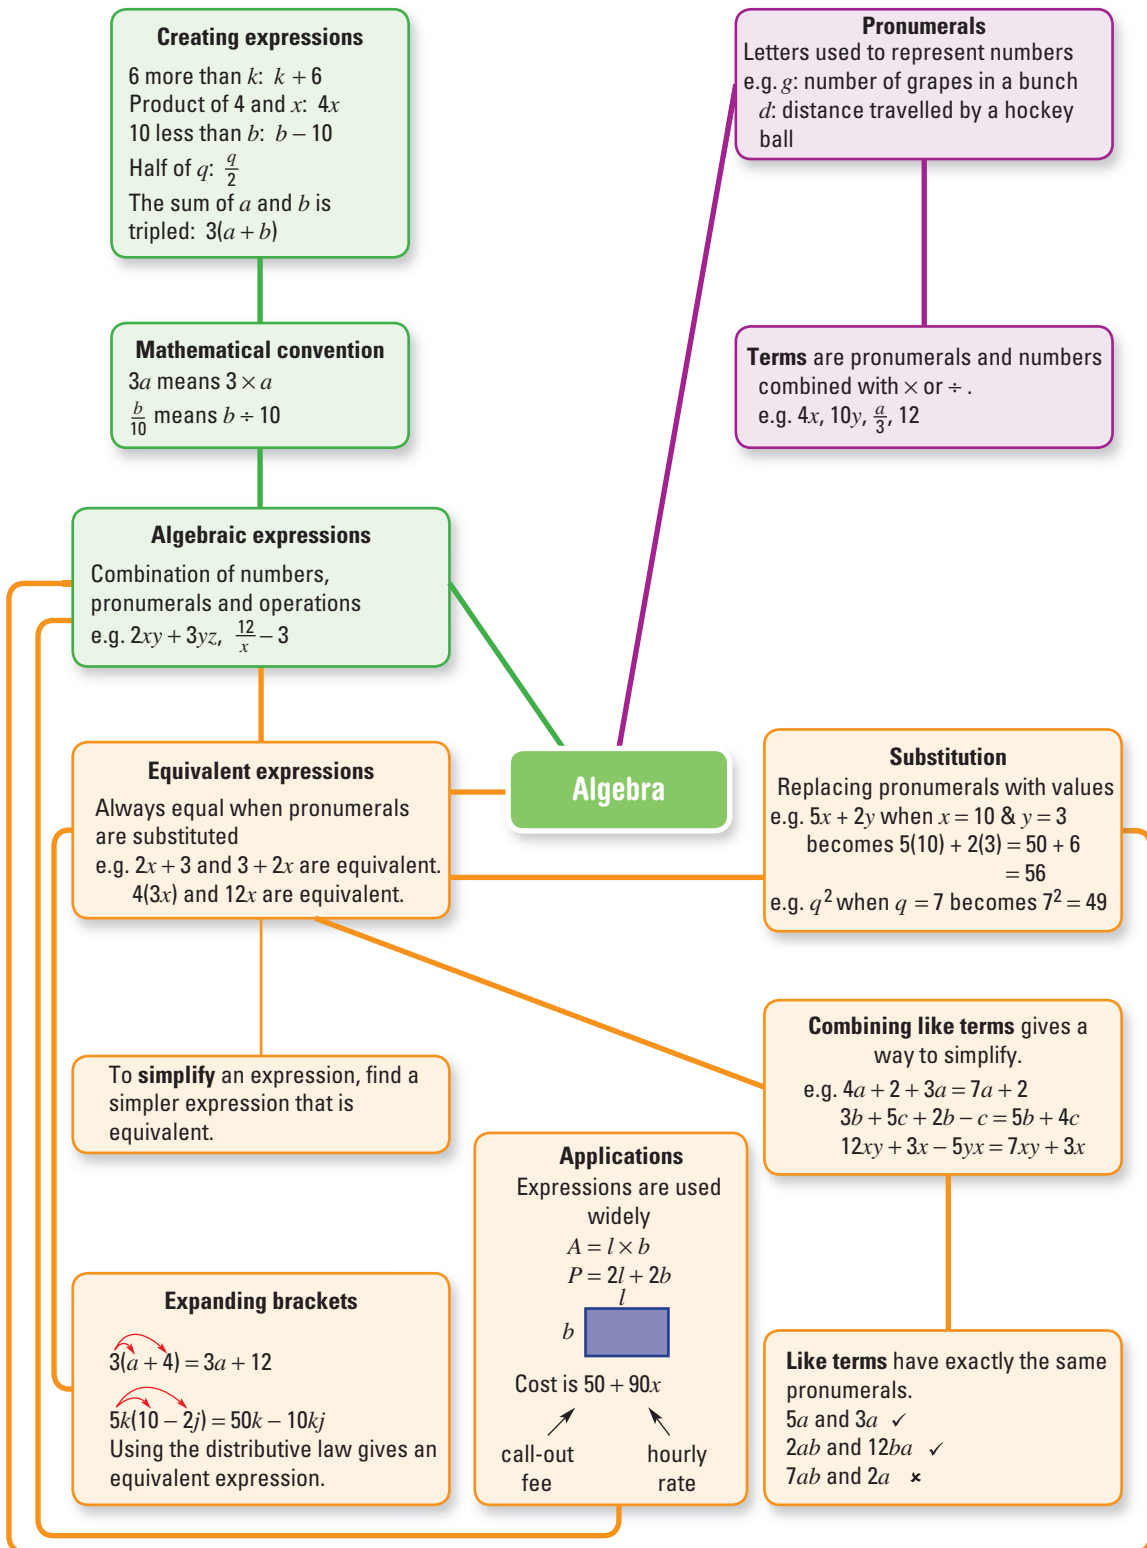 Creating expressions
6 more than k: k + 6
Product of 4 and x: 4x
10 less than b: b − 10
Half of q: q/2
The sum of a and b is
tripled: 3(a + b)
Mathematical convention
3a means 3 × a
b/10 means b ÷ 10
Algebraic expressions
Combination of numbers,
pronumerals and operations
e.g. 2xy + 3yz, 12/x − 3
Pronumerals
Letters used to represent numbers
e.g. g: number of grapes in a bunch
d: distance travelled by a hockey
ball
Terms are pronumerals and numbers
combined with × or ÷ .
e.g. 4x, 10y, a/3, 12
Algebra
Equivalent expressions
Always equal when pronumerals
are substituted
e.g. 2x + 3 and 3 + 2x are equivalent.
4(3x) and 12x are equivalent.
Substitution
Replacing pronumerals with values
e.g. 5x + 2y when x = 10 & y = 3
becomes 5(10) + 2(3) = 50 + 6
= 56
e.g. q² when q = 7 becomes 7² = 49
To simplify an expression, find a
simpler expression that is
equivalent.
Combining like terms gives a
way to simplify.
e.g. 4a + 2 + 3a = 7a + 2
3b + 5c + 2b − c = 5b + 4c
12xy + 3x − 5yx = 7xy + 3x
Expanding brackets
3(a + 4) = 3a + 12
5k(10 − 2j) = 50k − 10kj
Using the distributive law gives an
equivalent expression.
Applications
Expressions are used
widely
A = l × b
P = 2l + 2b
l
b
Cost is 50 + 90x
call-out
fee
hourly
rate
Like terms have exactly the same
pronumerals.
5a and 3a ✓
2ab and 12ba ✓
7ab and 2a ×